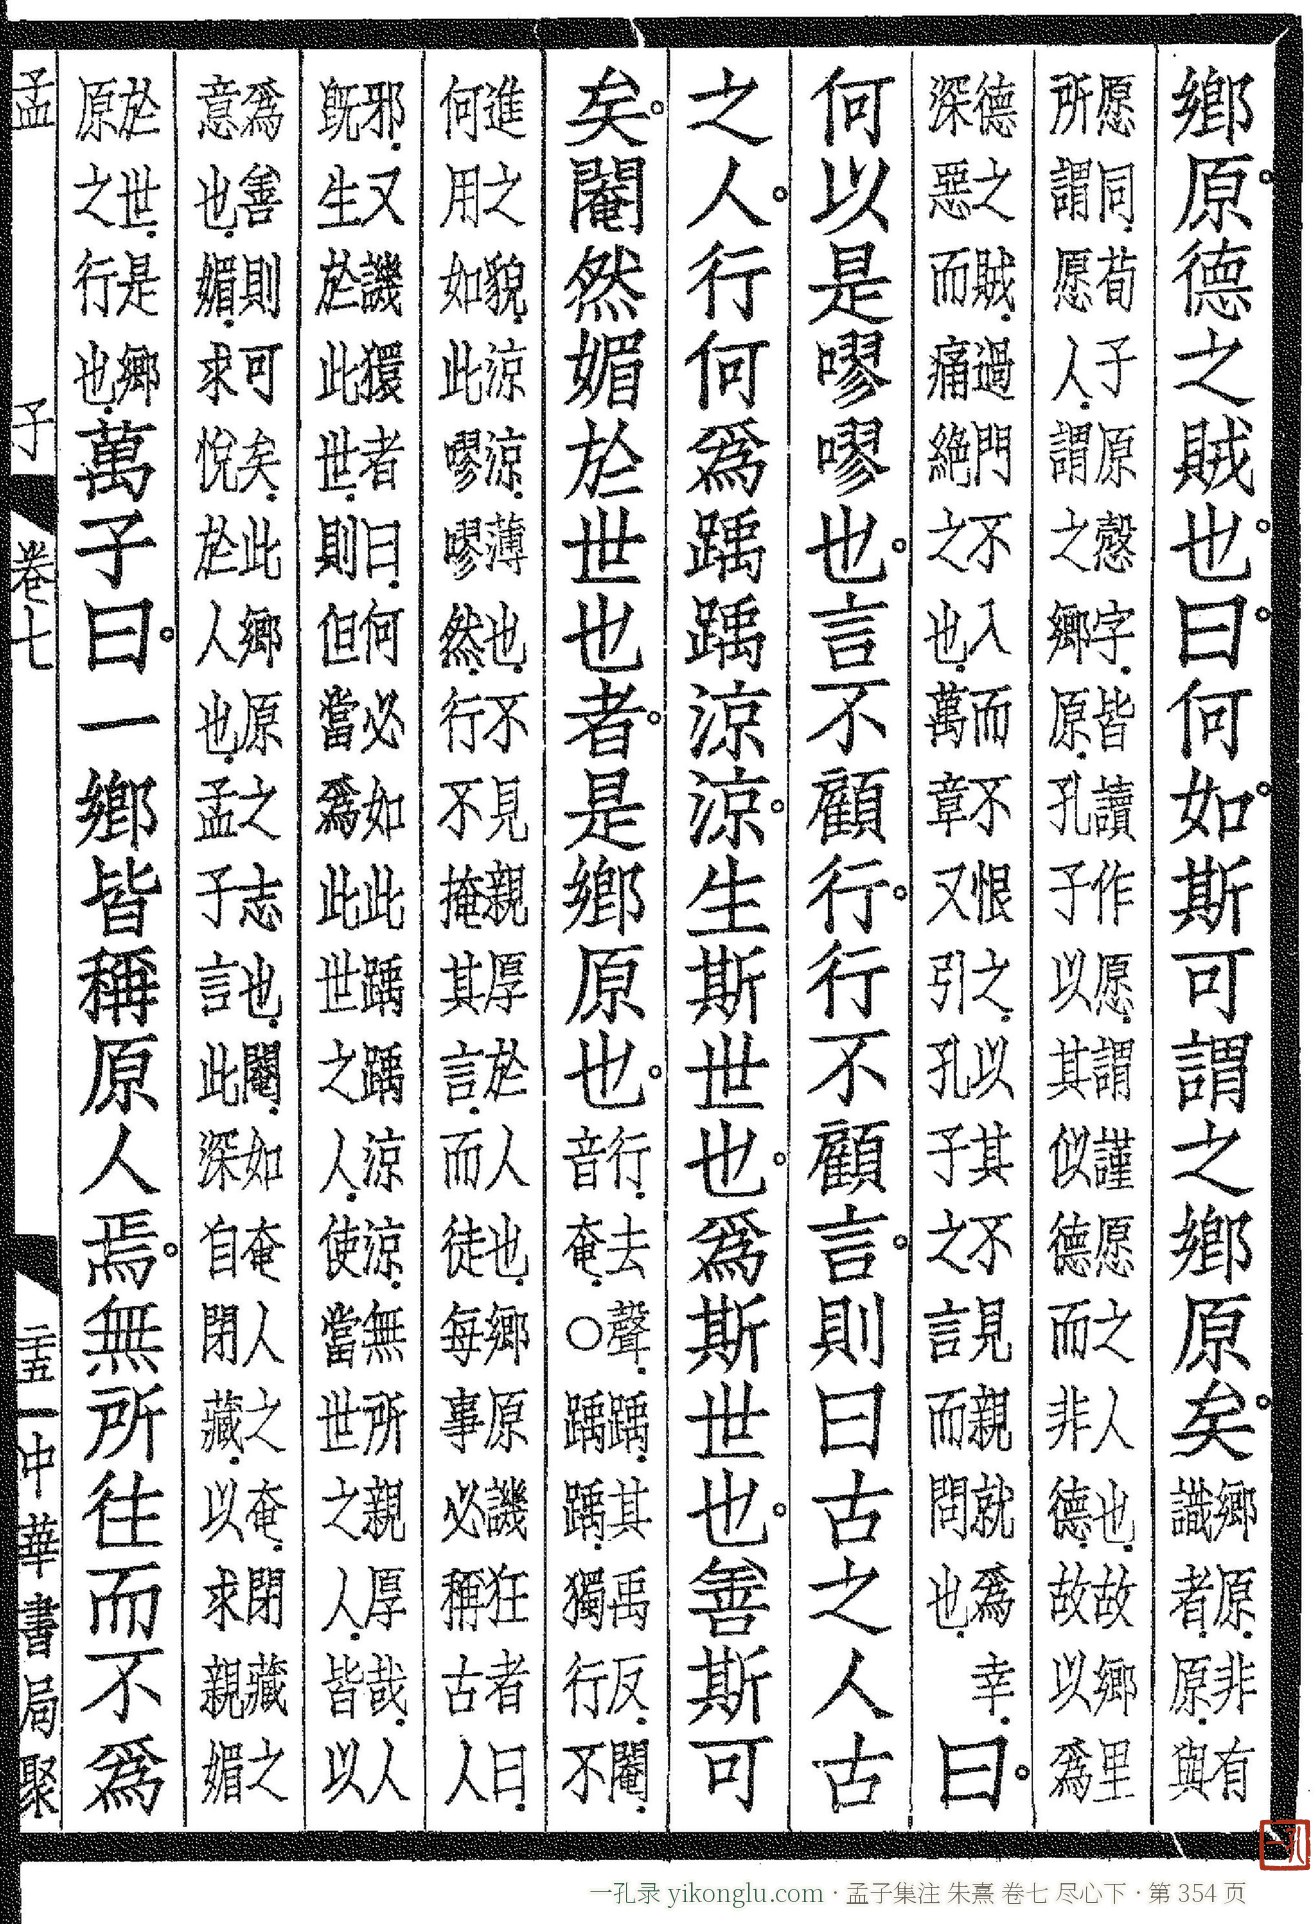 鄉原。德之賊也。曰。何如。斯可謂之鄉原矣。鄉原.非有識者.原.與
愿同.荀子原慤字.皆讀作愿.謂謹愿之人也.故鄉里所謂愿人.謂之鄉原.孔子以其似德而非德.故以爲
德之賊.過門不入而不恨之.以其不見親就爲幸.深惡而痛絕之也.萬章又引孔子之言而問也.曰。
何以是嘐嘐也。言不顧行。行不顧言。則曰古之人古
之人。行何爲踽踽涼涼。生斯世也。爲斯世也。善斯可
矣。閹然媚於世也者。是鄉原也。行.去聲.踽.其禹反.閹.音奄.○踽踽.獨行不
進之貌.涼涼.薄也.不見親厚於人也.鄉原譏狂者曰.何用如此嘐嘐然.行不掩其言.而徒每事必稱古人
邪.又譏獧者曰.何必如此踽踽涼涼.無所親厚哉.人旣生於此世.則但當爲此世之人.使當世之人.皆以
爲善則可矣.此鄉原之志也.閹.如奄人之奄.閉藏之意也.媚.求悅於人也.孟子言此深自閉藏.以求親媚
於世.是鄉原之行也.萬子曰。一鄉皆稱原人焉。無所往而不爲
孟子 卷七 二十五 中華書局聚
一孔录 yikonglu.com · 孟子集注 朱熹 卷七 尽心下 · 第 354 页